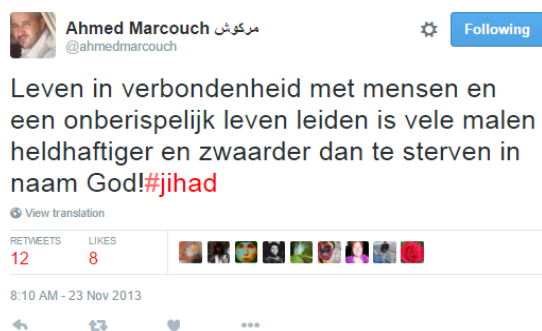 Ahmed Marcouch مركوش
@ahmedmarcouch
Following
Leven in verbondenheid met mensen en
een onberispelijk leven leiden is vele malen
heldhaftiger en zwaarder dan te sterven in
naam God!#jihad
View translation
RETWEETS LIKES
12 8
8:10 AM - 23 Nov 2013